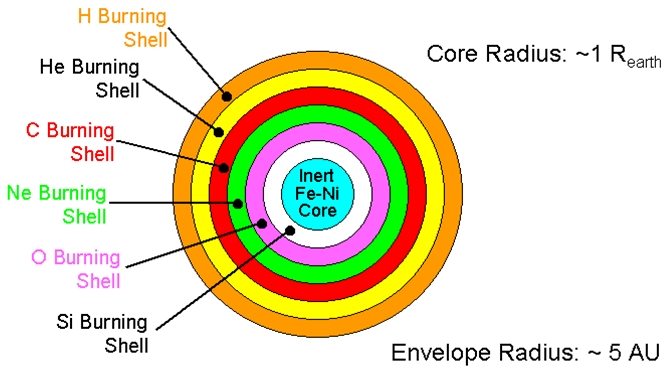 H Burning
Shell
He Burning
Shell
C Burning
Shell
Ne Burning
Shell
O Burning
Shell
Si Burning
Shell
Inert
Fe-Ni
Core
Core Radius: ~1 Rearth
Envelope Radius: ~ 5 AU